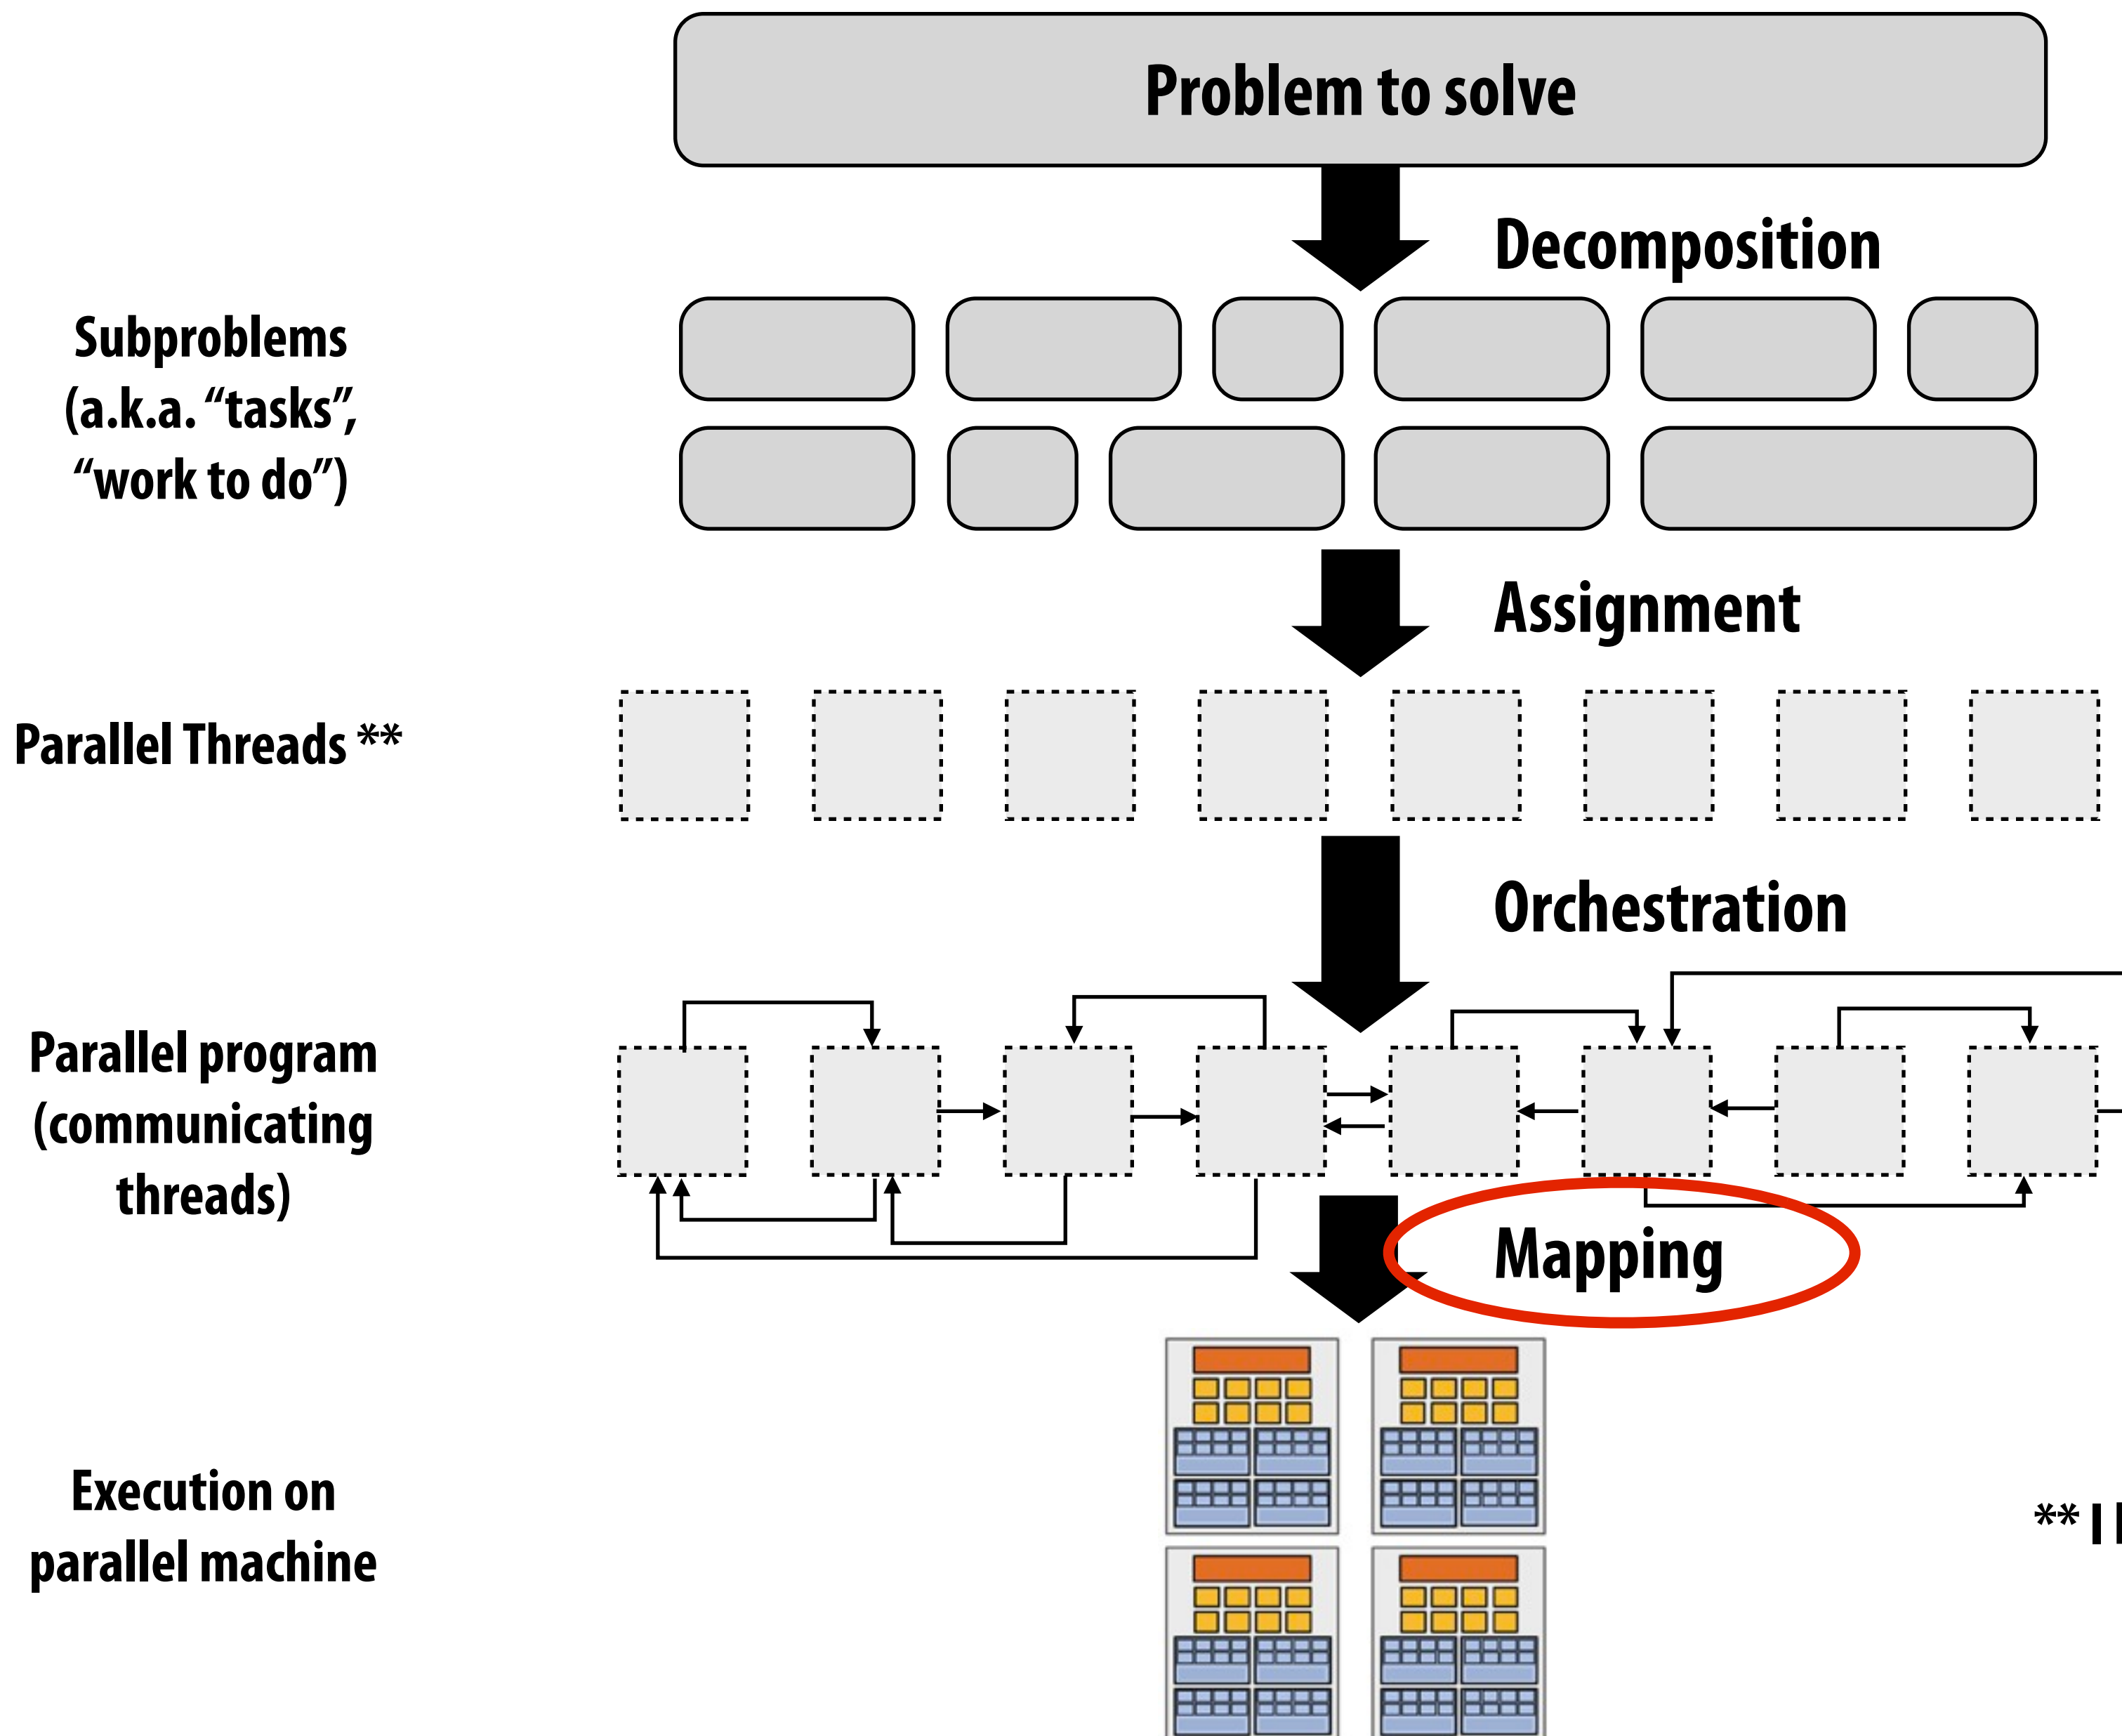 Problem to solve
Decomposition
Subproblems
(a.k.a. “tasks”,
“work to do”)
Assignment
Parallel Threads **
Orchestration
Parallel program
(communicating
threads)
Mapping
Execution on
parallel machine
**